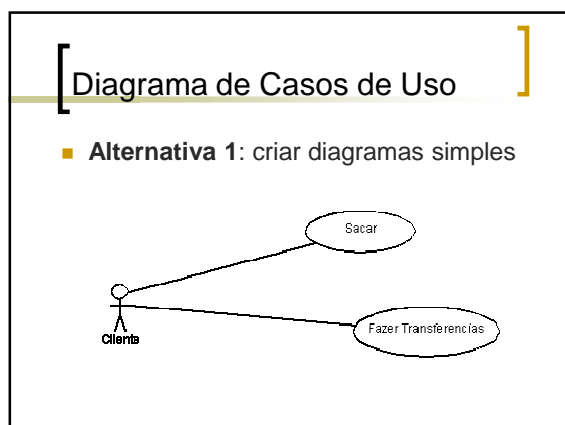 Diagrama de Casos de Uso
Alternativa 1: criar diagramas simples
Sacar
Fazer Transferencias
Cliente